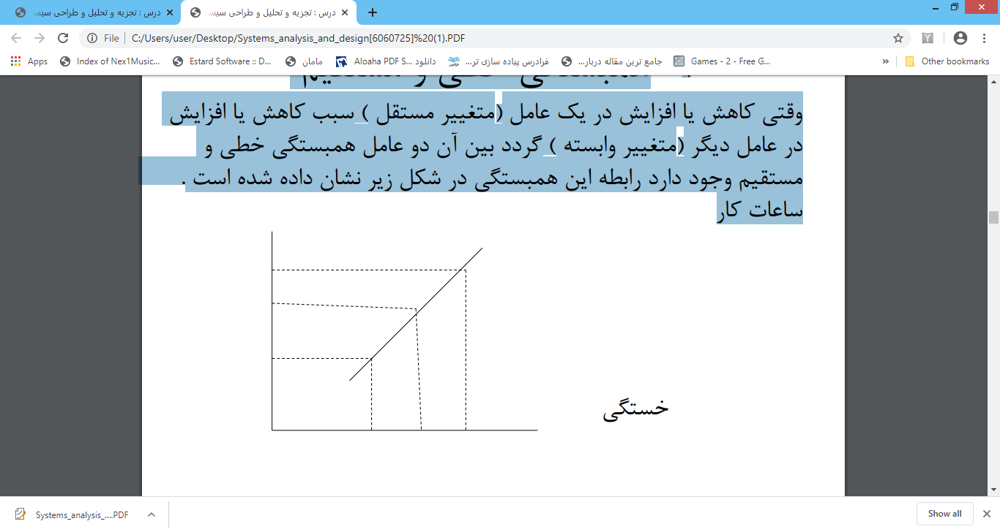 درس : تجزیه و تحلیل و طراحی سیس
درس : تجزیه و تحلیل و طراحی سیس
File
C:/Users/user/Desktop/Systems_analysis_and_design[6060725]%20(1).PDF
Apps
Index of Nex1Music...
Estard Software :: D...
مامان
دانلود Aloaha PDF S...
فرادرس پیاده سازی تر...
جامع ترین مقاله دربار...
Games - 2 - Free G...
»
Other bookmarks
همبستگی خطی و مستقیم
وقتی کاهش یا افزایش در یک عامل (متغییر مستقل ) سبب کاهش یا افزایش
در عامل دیگر (متغییر وابسته ) گردد بین آن دو عامل همبستگی خطی و
مستقیم وجود دارد رابطه این همبستگی در شکل زیر نشان داده شده است .
ساعات کار
خستگی
Systems_analysis_....PDF
Show all